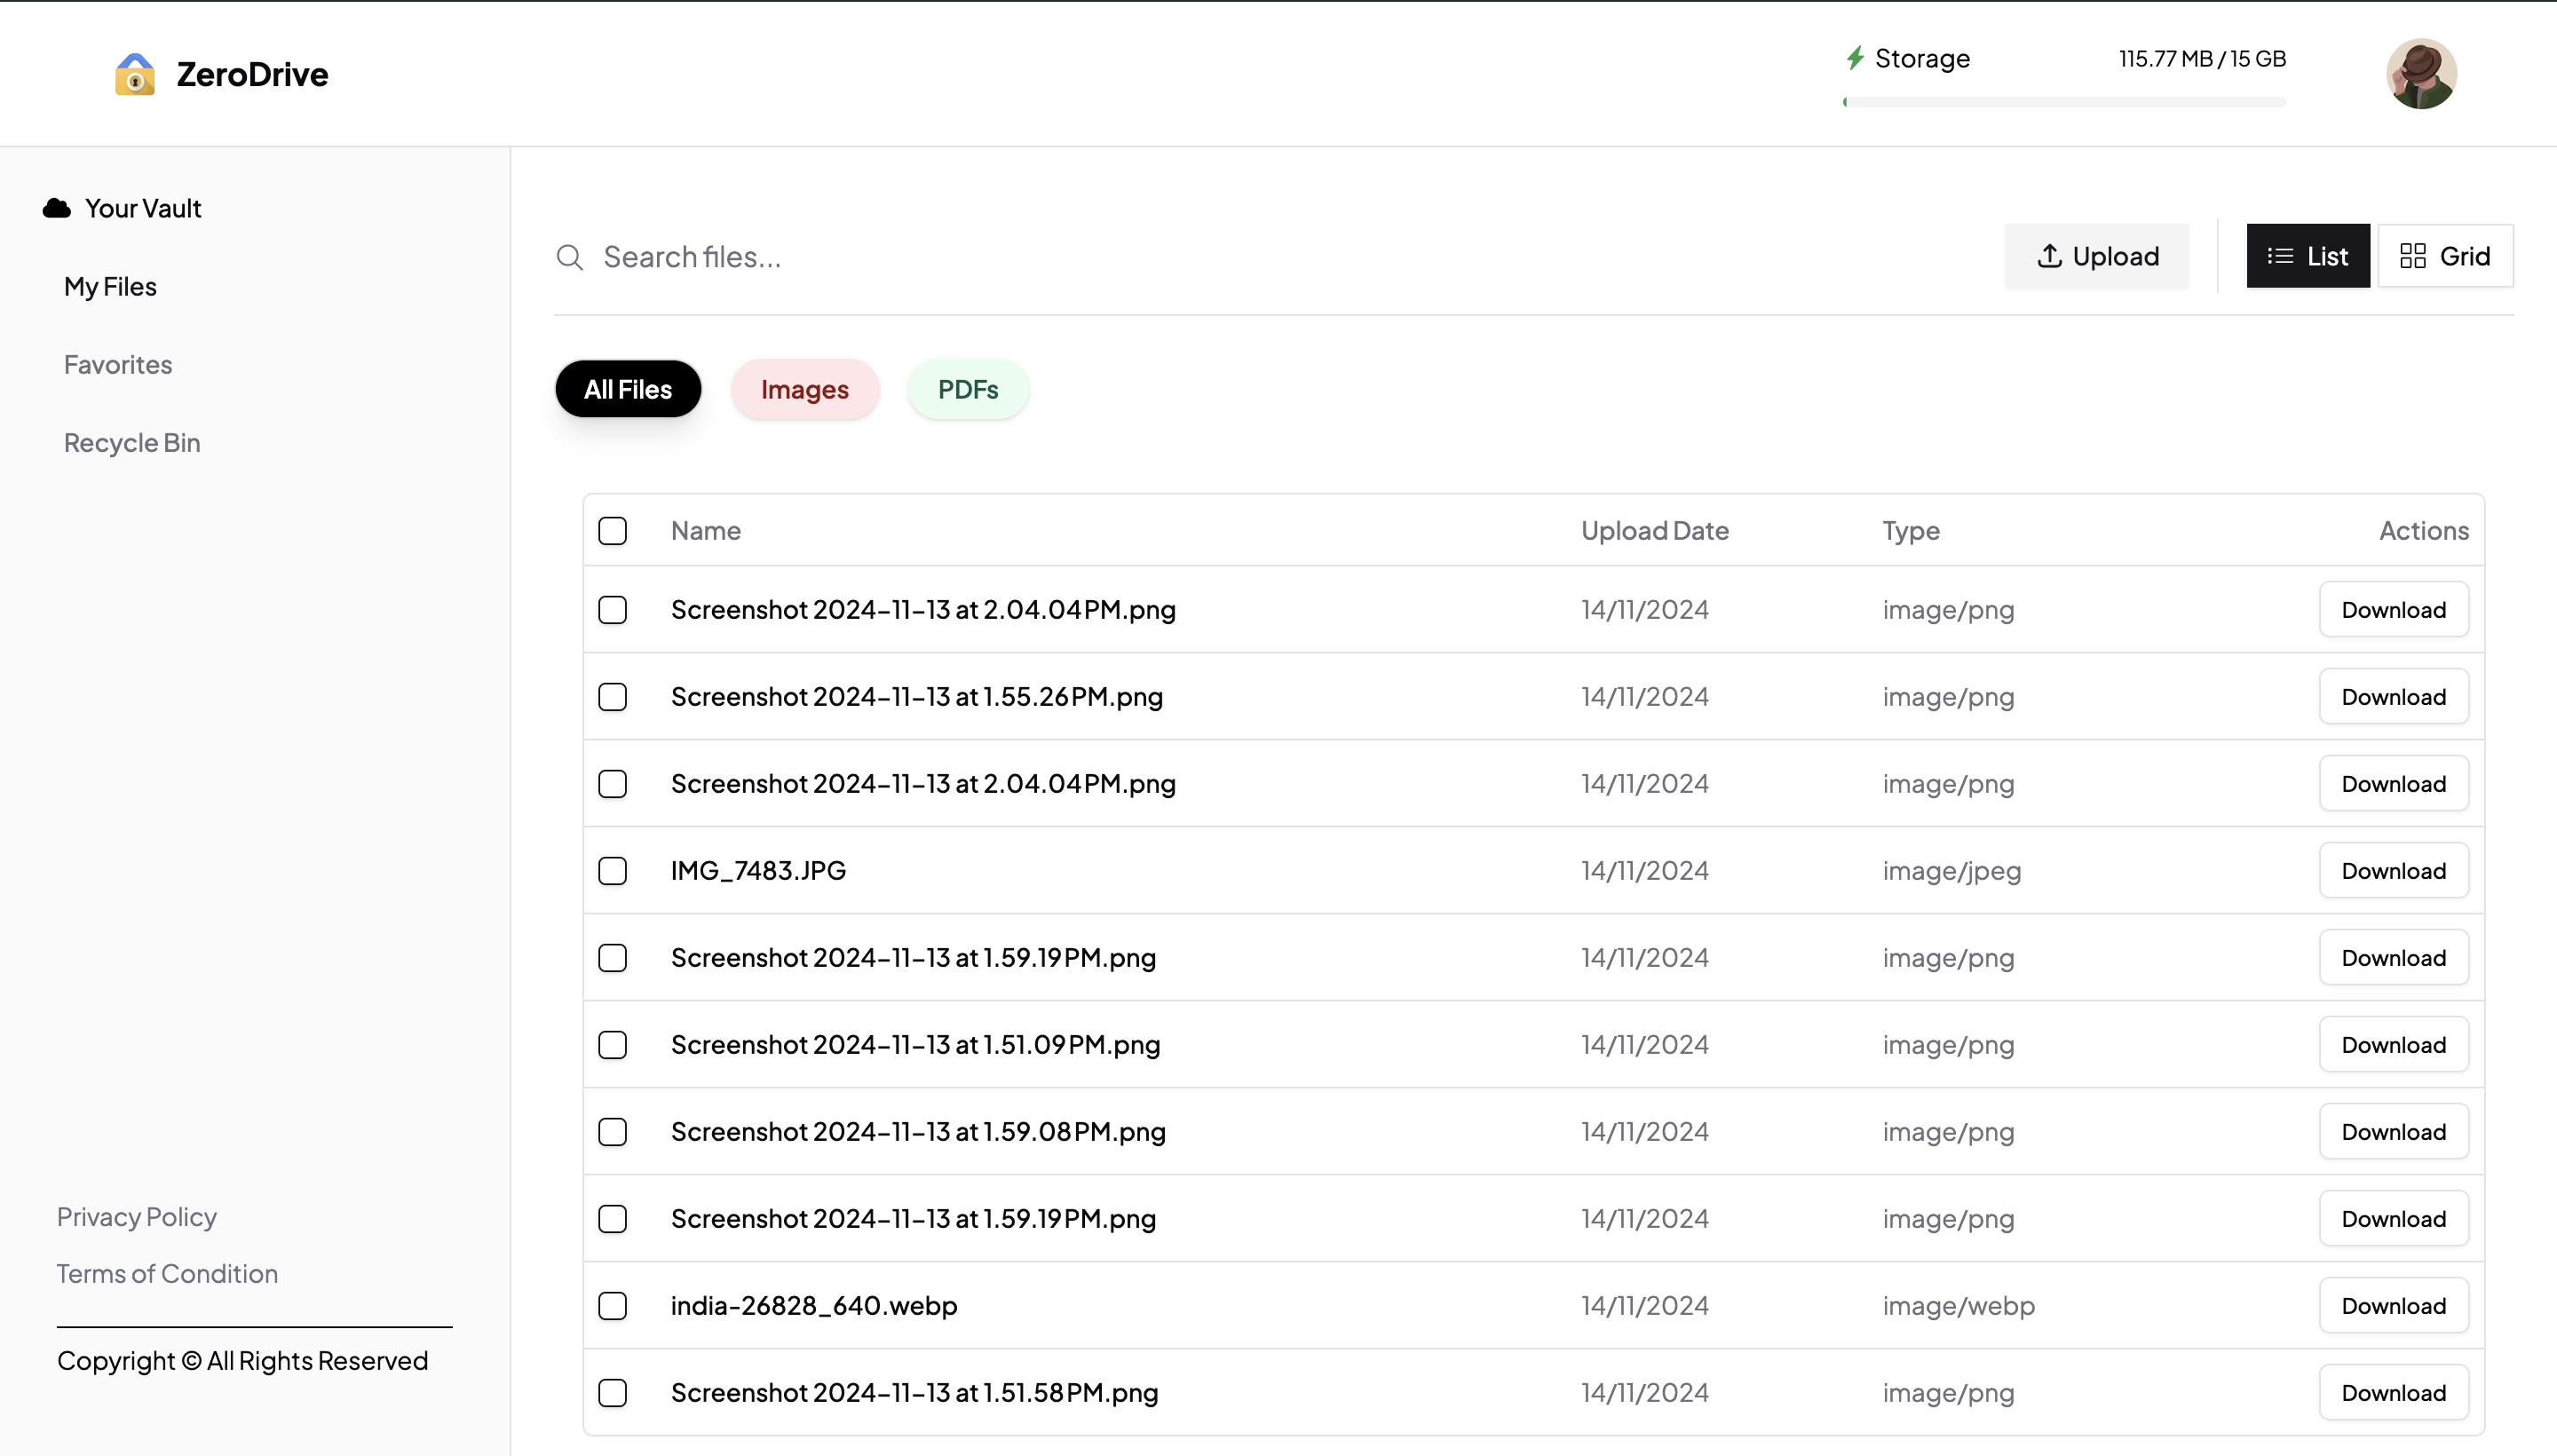 ZeroDrive
Storage 115.77 MB / 15 GB
Your Vault
My Files
Favorites
Recycle Bin
Privacy Policy
Terms of Condition
Copyright © All Rights Reserved
Search files...
Upload
List
Grid
All Files
Images
PDFs
Name Upload Date Type Actions
Screenshot 2024-11-13 at 2.04.04 PM.png 14/11/2024 image/png Download
Screenshot 2024-11-13 at 1.55.26 PM.png 14/11/2024 image/png Download
Screenshot 2024-11-13 at 2.04.04 PM.png 14/11/2024 image/png Download
IMG_7483.JPG 14/11/2024 image/jpeg Download
Screenshot 2024-11-13 at 1.59.19 PM.png 14/11/2024 image/png Download
Screenshot 2024-11-13 at 1.51.09 PM.png 14/11/2024 image/png Download
Screenshot 2024-11-13 at 1.59.08 PM.png 14/11/2024 image/png Download
Screenshot 2024-11-13 at 1.59.19 PM.png 14/11/2024 image/png Download
india-26828_640.webp 14/11/2024 image/webp Download
Screenshot 2024-11-13 at 1.51.58 PM.png 14/11/2024 image/png Download